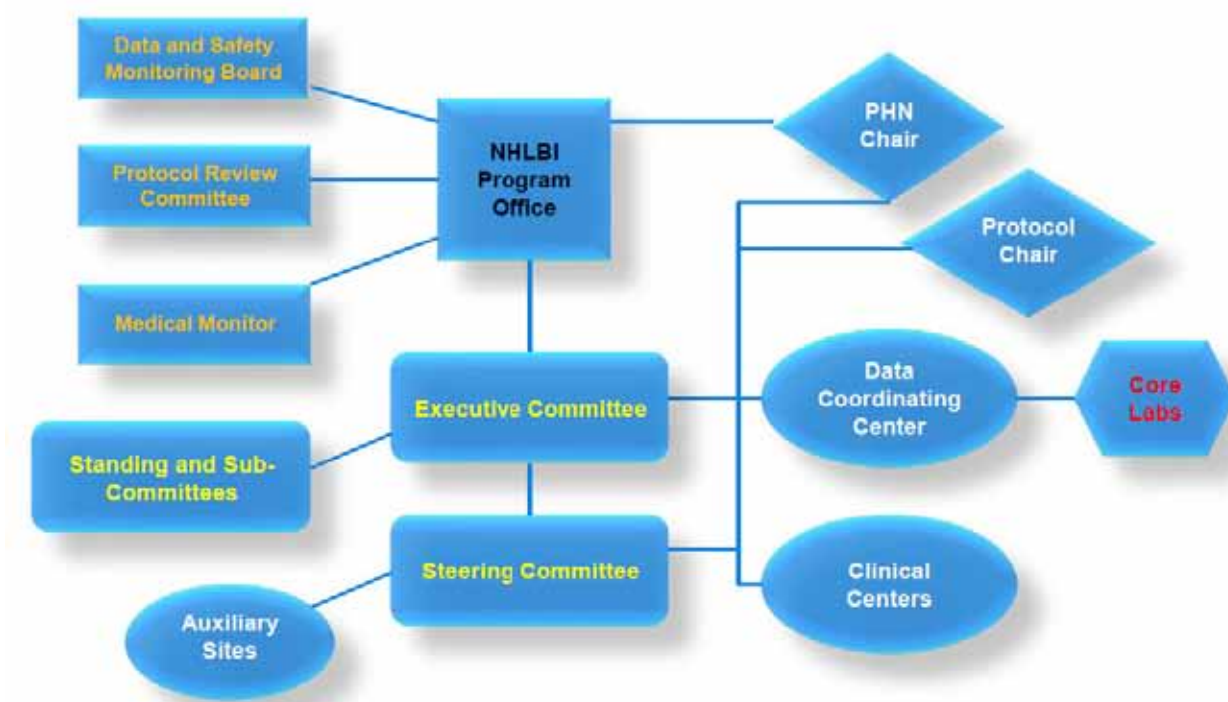 Data and Safety
Monitoring Board
PHN
Chair
NHLBI
Program
Office
Protocol Review
Committee
Protocol
Chair
Medical Monitor
Executive Committee
Data
Coordinating
Center
Core
Labs
Standing and Sub-
Committees
Steering Committee
Clinical
Centers
Auxiliary
Sites